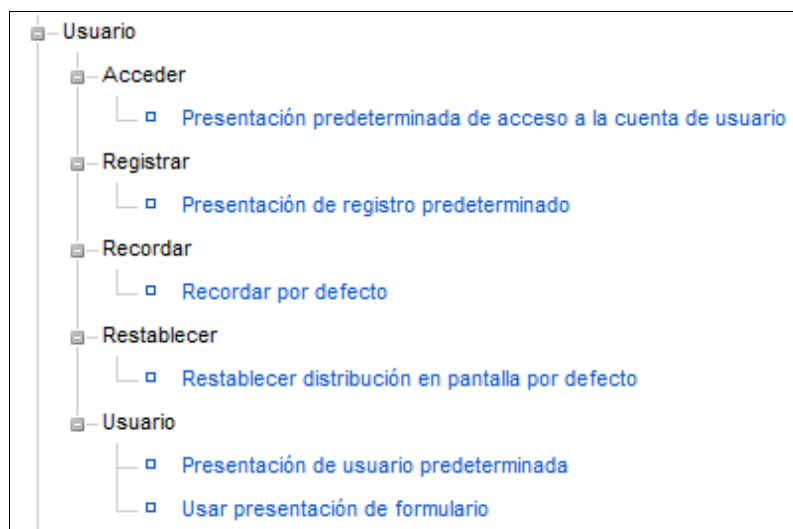 Usuario
Acceder
Presentación predeterminada de acceso a la cuenta de usuario
Registrar
Presentación de registro predeterminado
Recordar
Recordar por defecto
Restablecer
Restablecer distribución en pantalla por defecto
Usuario
Presentación de usuario predeterminada
Usar presentación de formulario